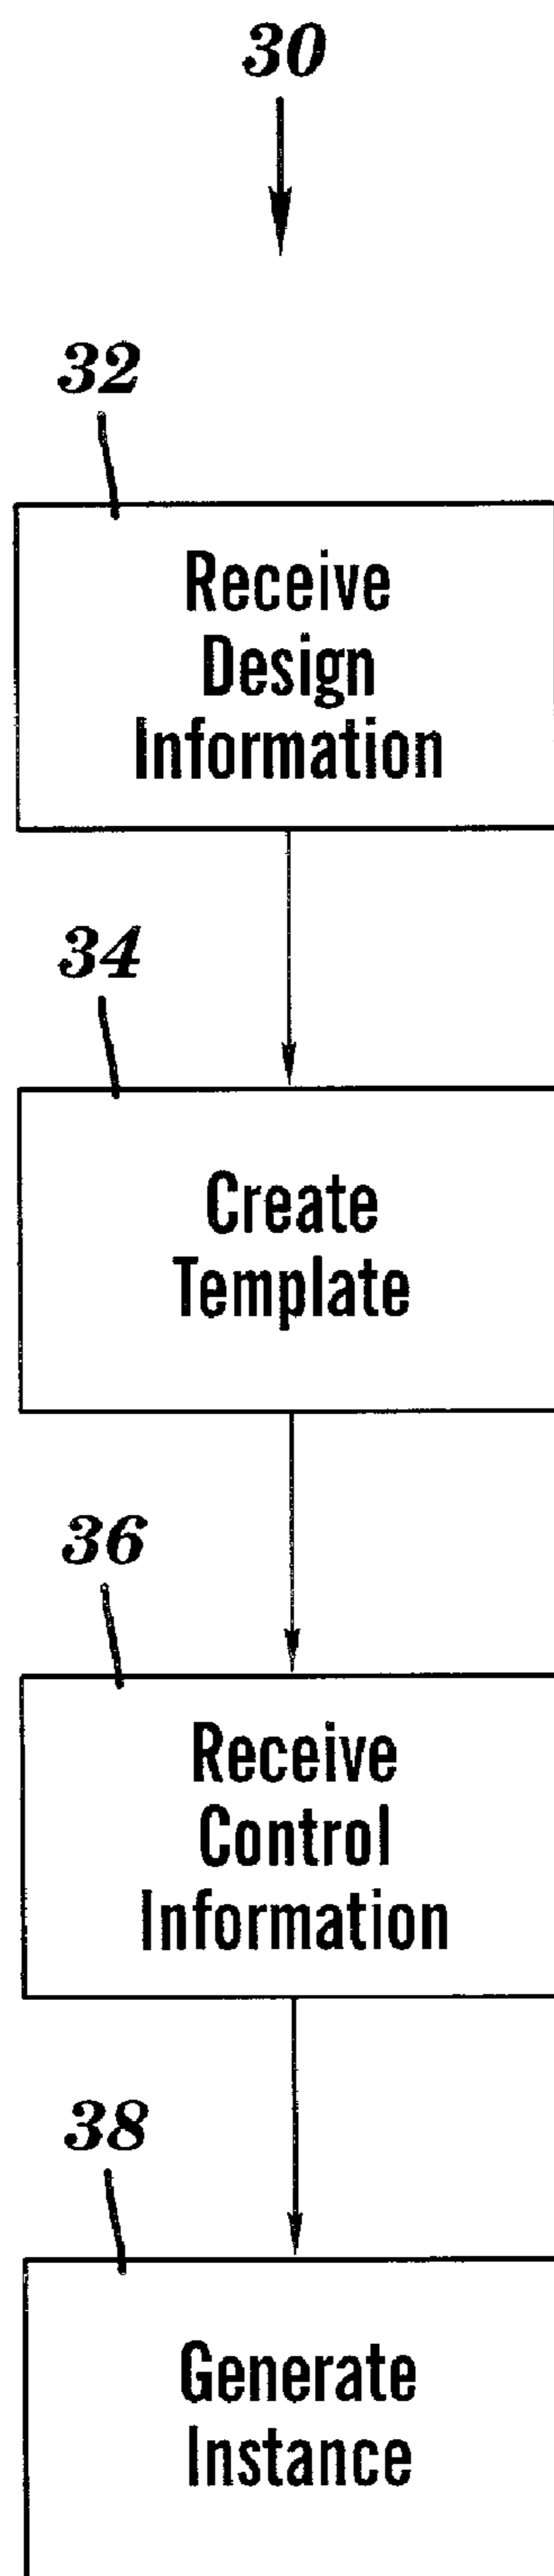 30
32
Receive
Design
Information
34
Create
Template
36
Receive
Control
Information
38
Generate
Instance